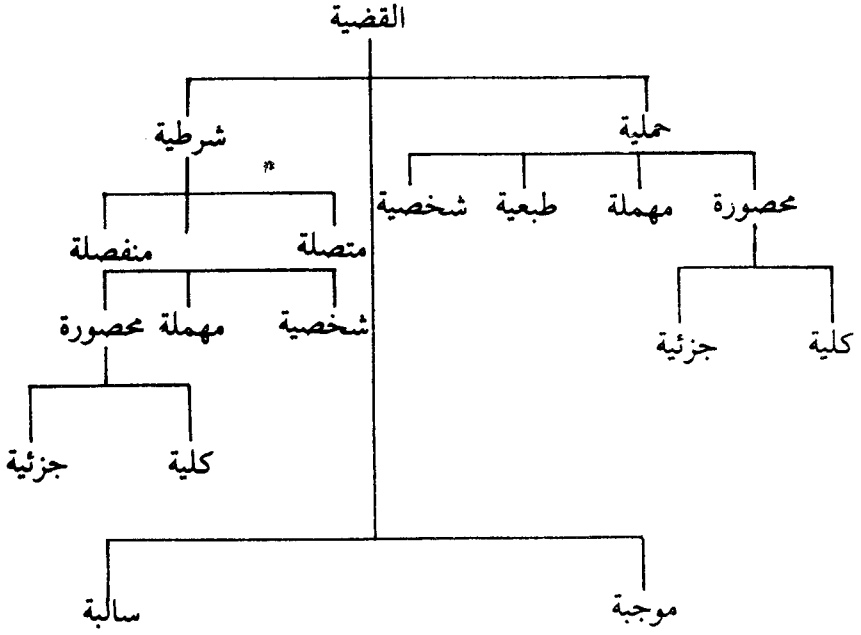 القضية
حملية
شرطية
*
محصورة مهملة طبعية شخصية
متصلة منفصلة
شخصية مهملة محصورة
كلية جزئية
كلية جزئية
موجبة سالبة